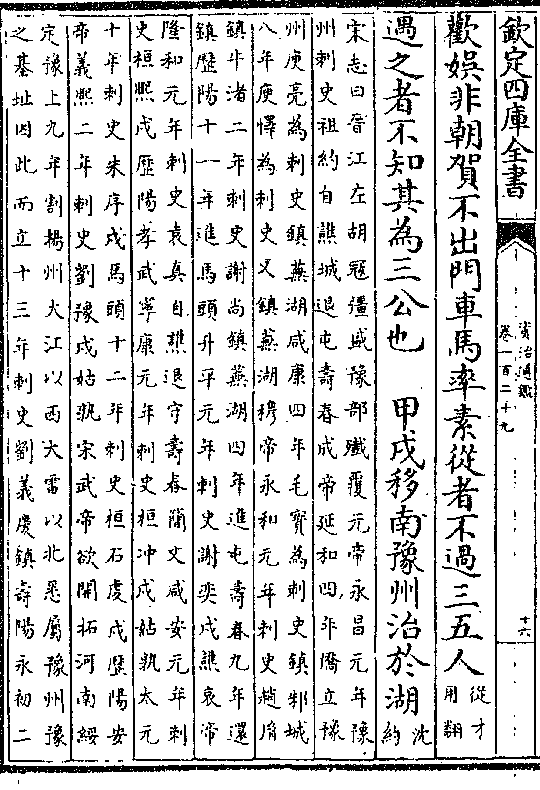 欽定四庫全書
資治通鑑
卷一百二十九
十六
歡娯非朝賀不出門車馬率素從者不過三五人從才
用翻
遇之者不知其為三公也　甲戌移南豫州治於湖沈
約
宋志曰晉江左胡冦彊盛豫部殱覆元帝永昌元年豫
州刺史祖約自譙城退屯壽春成帝延和四年僑立豫
州庾亮為刺史鎮蕪湖咸康四年毛寳為刺史鎮邾城
八年庾懌為刺史又鎮蕪湖穆帝永和元年刺史趙胤
鎮牛渚二年刺史謝尚鎮蕪湖四年進屯壽春九年還
鎮歷陽十一年進馬頭升平元年刺史謝奕戍譙哀帝
隆和元年刺史袁真自譙退守壽春簡文咸安元年刺
史桓熙戍歷陽孝武寧康元年刺史桓沖戍姑孰太元
十年刺史朱序戍馬頭十二年刺史桓石虔戍歷陽安
帝義熙二年刺史劉豫戍姑孰宋武帝欲開拓河南綏
定豫上九年割揚州大江以西大雷以北悉屬豫州豫
之基址因此而立十三年刺史劉義慶鎮壽陽永初二